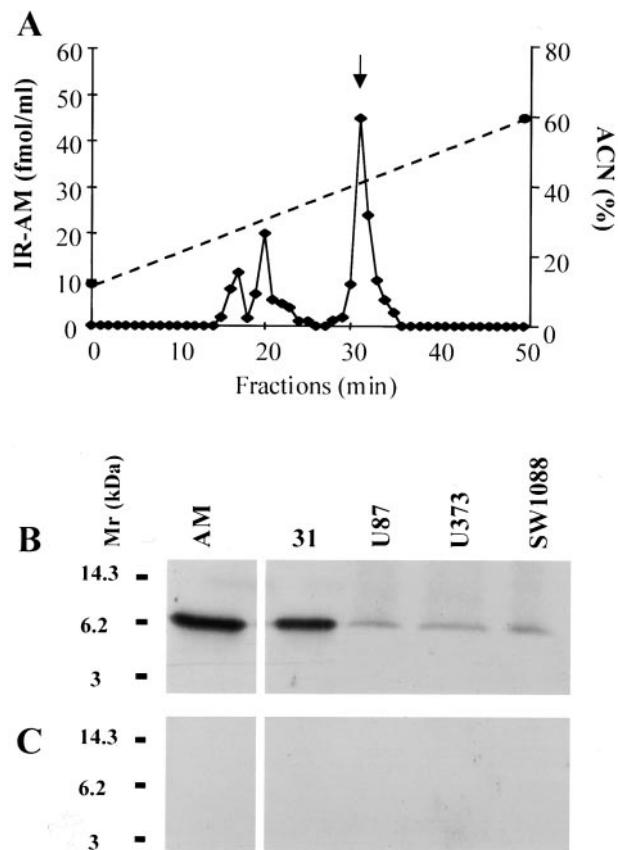 A
IR-AM (fmol/ml)
60
50
40
30
20
10
0
80
60
40
20
0
ACN (%)
0 10 20 30 40 50
Fractions (min)
Mr (kDa)
AM
31
U87
U373
SW1088
B
14.3
6.2
3
C
14.3
6.2
3